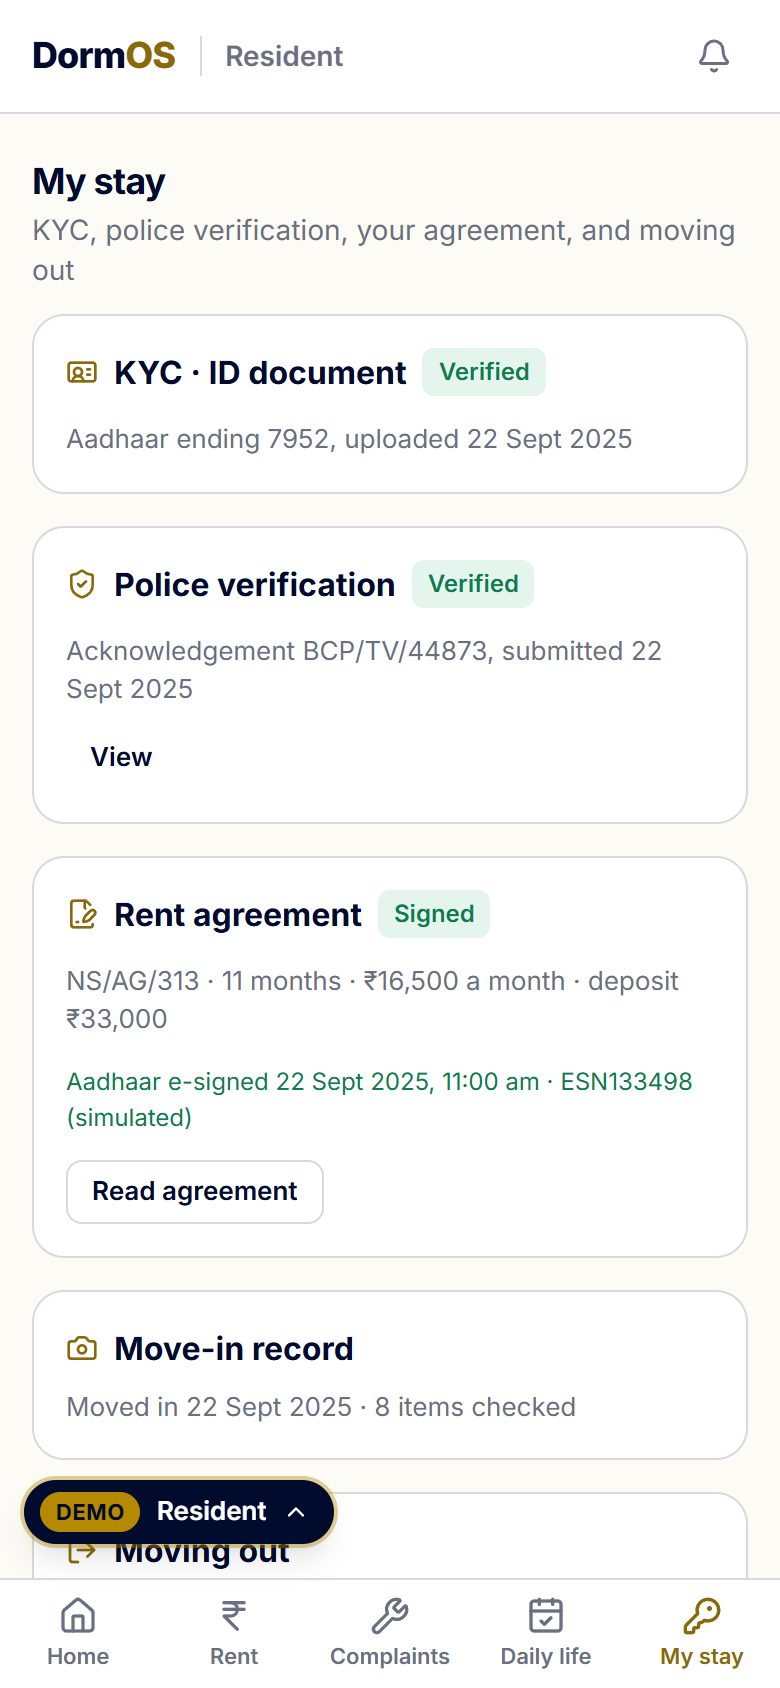 DormOS Resident
My stay
KYC, police verification, your agreement, and moving
out
KYC · ID document Verified
Aadhaar ending 7952, uploaded 22 Sept 2025
Police verification Verified
Acknowledgement BCP/TV/44873, submitted 22
Sept 2025
View
Rent agreement Signed
NS/AG/313 · 11 months · ₹16,500 a month · deposit
₹33,000
Aadhaar e-signed 22 Sept 2025, 11:00 am · ESN133498
(simulated)
Read agreement
Move-in record
Moved in 22 Sept 2025 · 8 items checked
DEMO Resident
Moving out
Home Rent Complaints Daily life My stay